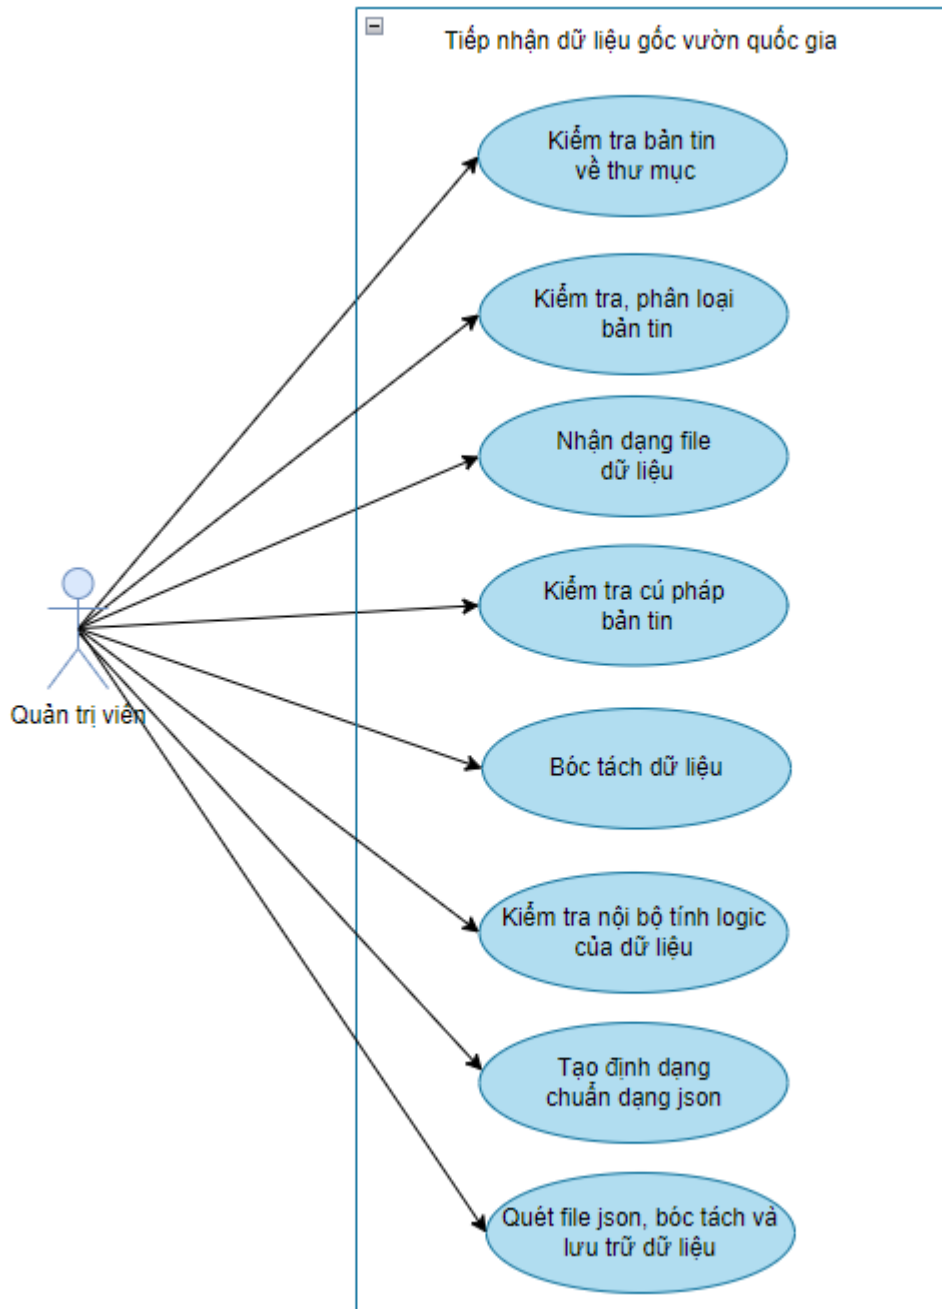 Tiếp nhận dữ liệu gốc vườn quốc gia
Kiểm tra bản tin
về thư mục
Kiểm tra, phân loại
bản tin
Nhận dạng file
dữ liệu
Kiểm tra cú pháp
bản tin
Quản trị viên
Bóc tách dữ liệu
Kiểm tra nội bộ tính logic
của dữ liệu
Tạo định dạng
chuẩn dạng json
Quét file json, bóc tách và
lưu trữ dữ liệu